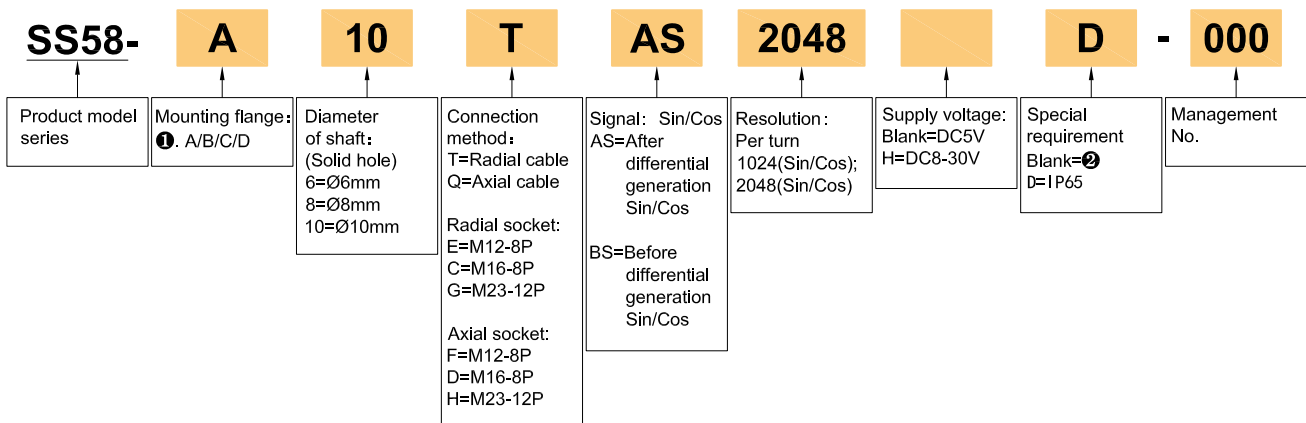 SS58- A 10 T AS 2048 D - 000
Product model
series
Mounting flange:
❶. A/B/C/D
Diameter
of shaft:
(Solid hole)
6=Ø6mm
8=Ø8mm
10=Ø10mm
Connection
method:
T=Radial cable
Q=Axial cable
Radial socket:
E=M12-8P
C=M16-8P
G=M23-12P
Axial socket:
F=M12-8P
D=M16-8P
H=M23-12P
Signal: Sin/Cos
AS=After
differential
generation
Sin/Cos
BS=Before
differential
generation
Sin/Cos
Resolution:
Per turn
1024(Sin/Cos);
2048(Sin/Cos)
Supply voltage:
Blank=DC5V
H=DC8-30V
Special
requirement
Blank=❷
D=IP65
Management
No.